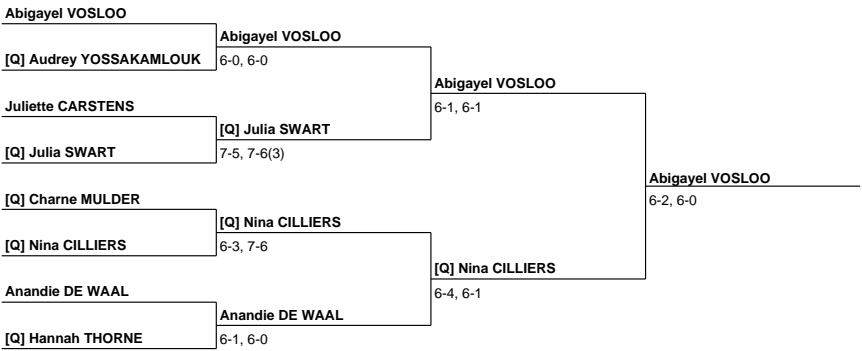 Abigayel VOSLOO
[Q] Audrey YOSSAKAMLOUK
Juliette CARSTENS
[Q] Julia SWART
[Q] Charne MULDER
[Q] Nina CILLIERS
Anandie DE WAAL
[Q] Hannah THORNE
Abigayel VOSLOO
6-0, 6-0
[Q] Julia SWART
7-5, 7-6(3)
[Q] Nina CILLIERS
6-3, 7-6
Anandie DE WAAL
6-1, 6-0
Abigayel VOSLOO
6-1, 6-1
[Q] Nina CILLIERS
6-4, 6-1
Abigayel VOSLOO
6-2, 6-0